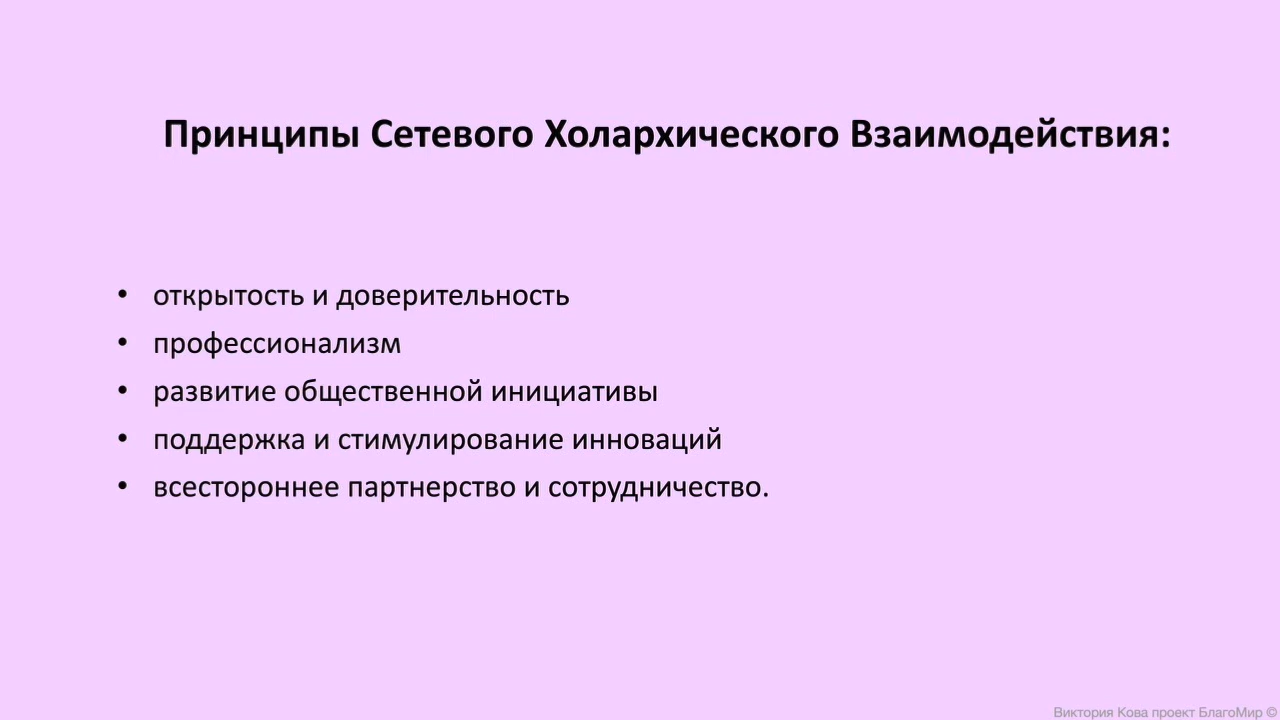 Принципы Сетевого Холархического Взаимодействия:
• открытость и доверительность
• профессионализм
• развитие общественной инициативы
• поддержка и стимулирование инноваций
• всестороннее партнерство и сотрудничество.
Виктория Кова проект БлагоМир ©